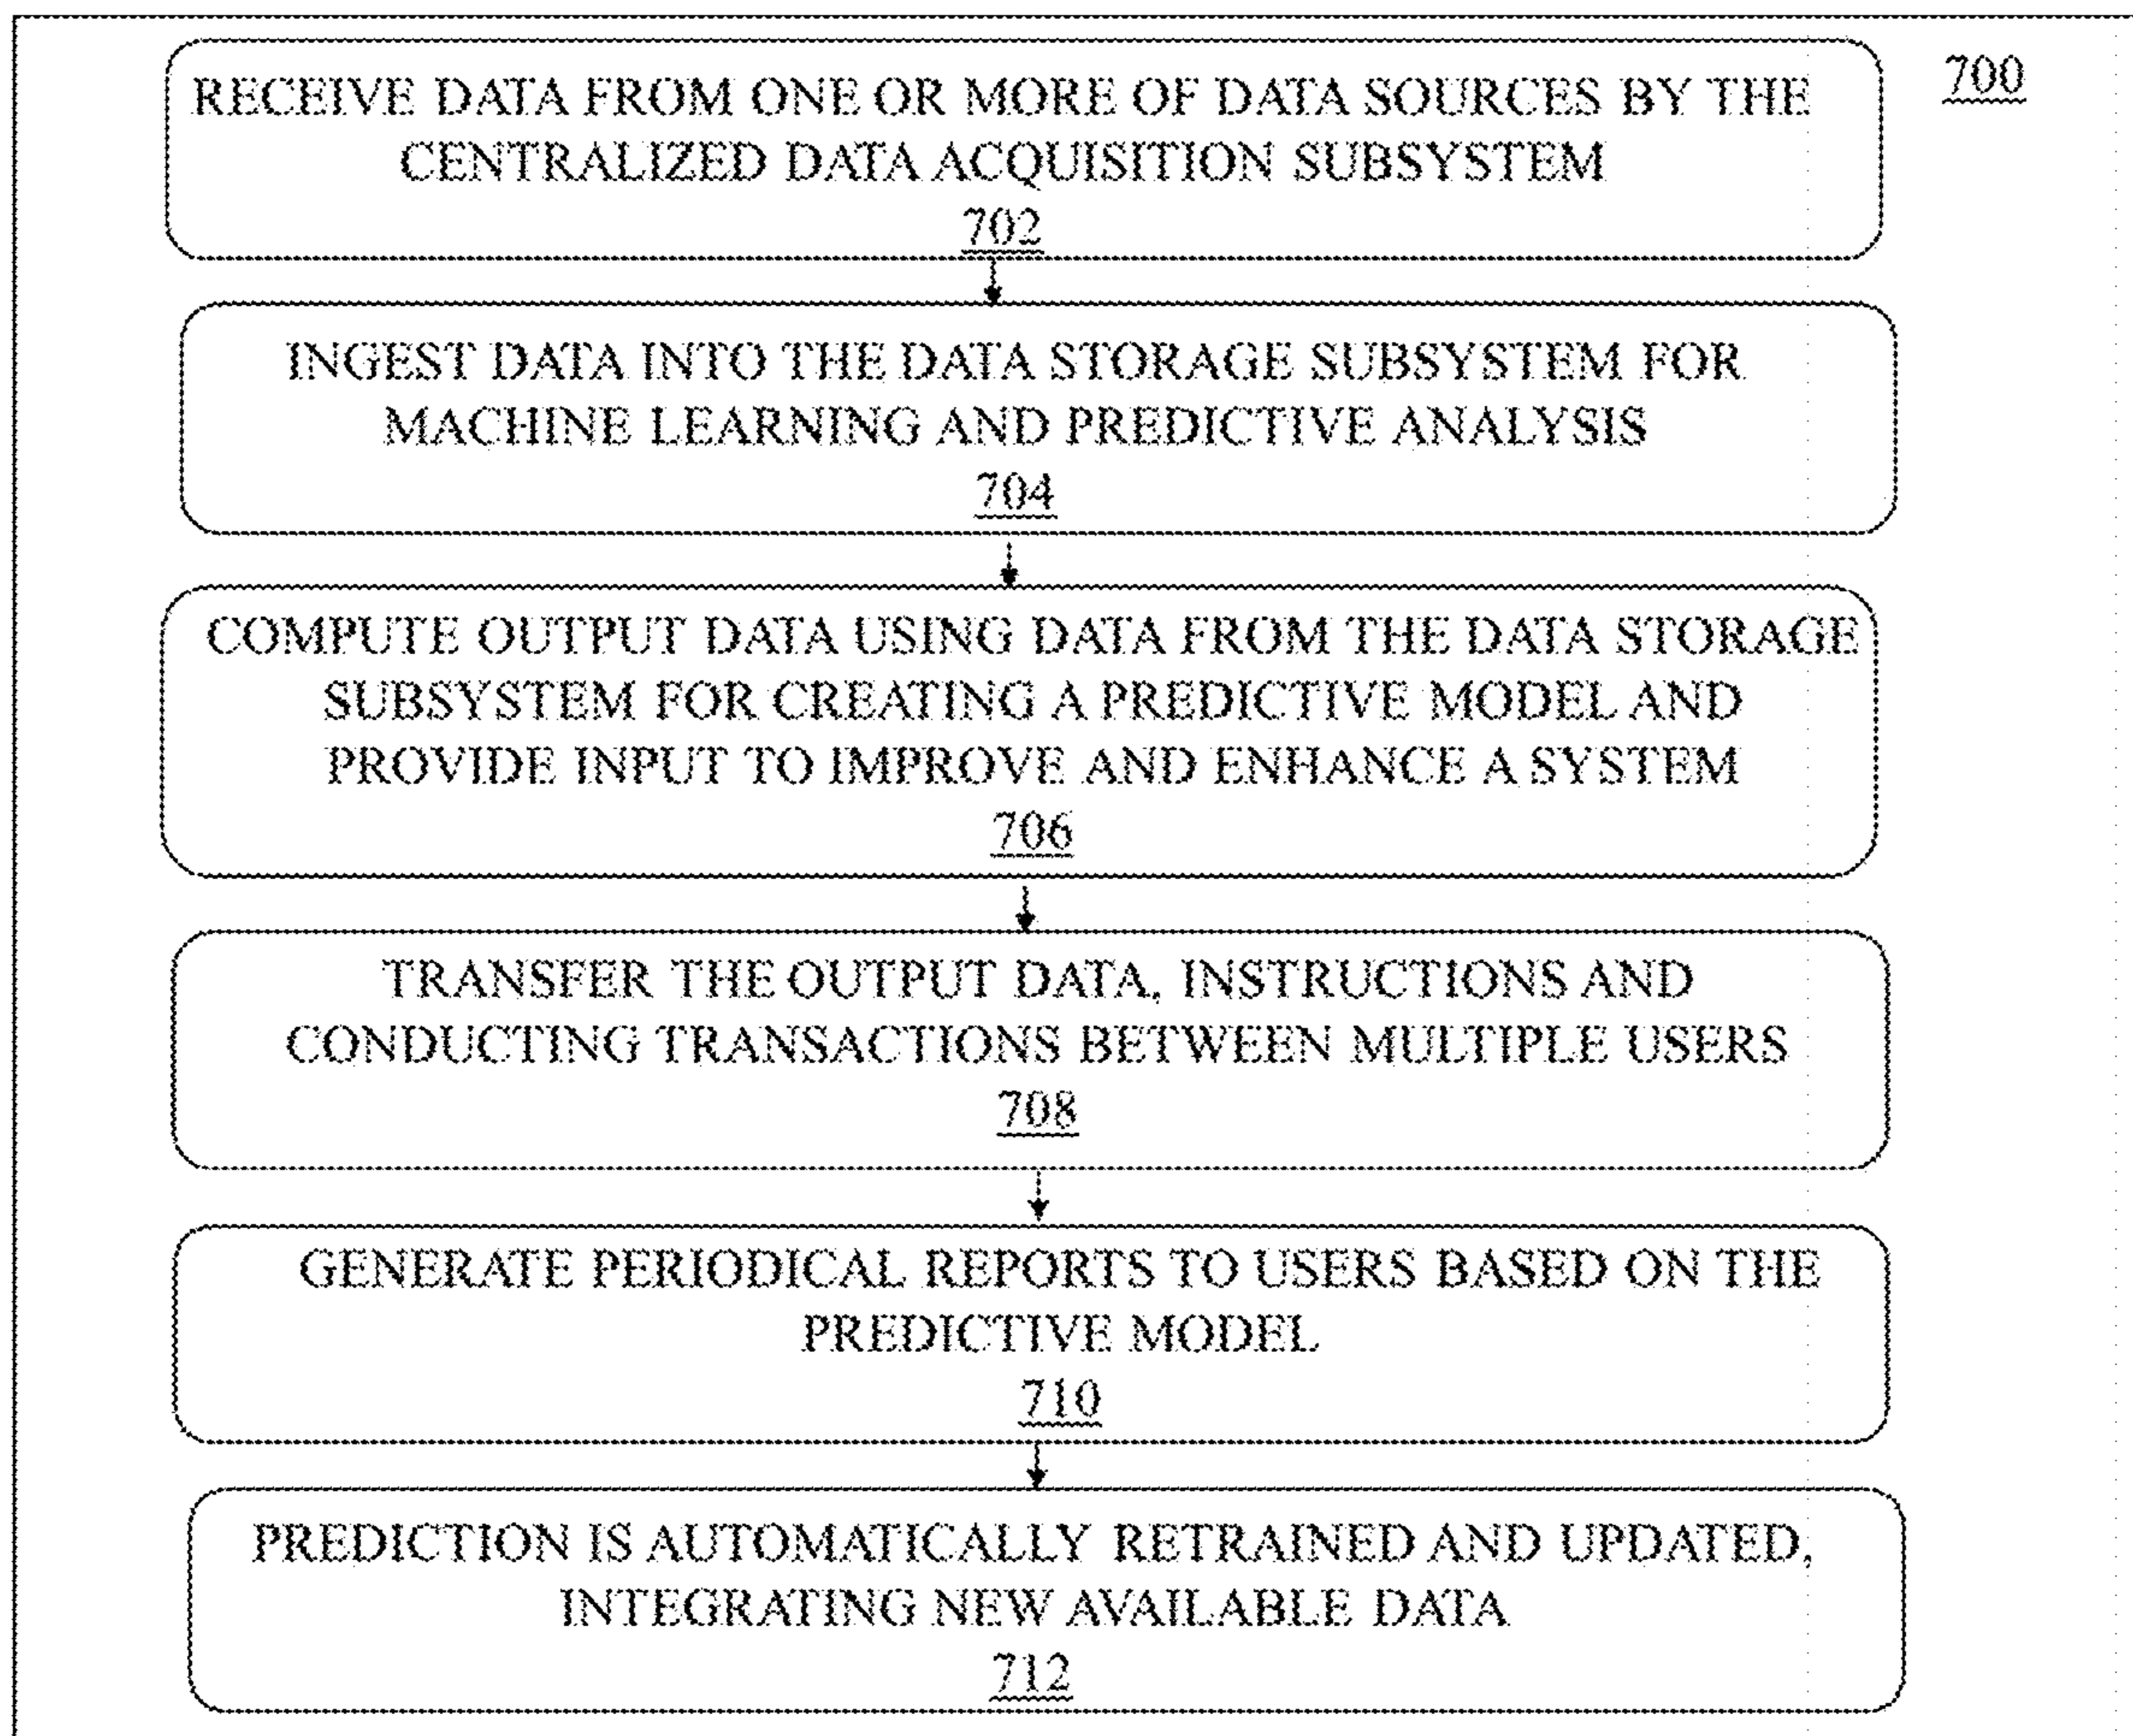 700
RECEIVE DATA FROM ONE OR MORE OF DATA SOURCES BY THE
CENTRALIZED DATA ACQUISITION SUBSYSTEM
702
INGEST DATA INTO THE DATA STORAGE SUBSYSTEM FOR
MACHINE LEARNING AND PREDICTIVE ANALYSIS
704
COMPUTE OUTPUT DATA USING DATA FROM THE DATA STORAGE
SUBSYSTEM FOR CREATING A PREDICTIVE MODEL AND
PROVIDE INPUT TO IMPROVE AND ENHANCE A SYSTEM
706
TRANSFER THE OUTPUT DATA, INSTRUCTIONS AND
CONDUCTING TRANSACTIONS BETWEEN MULTIPLE USERS
708
GENERATE PERIODICAL REPORTS TO USERS BASED ON THE
PREDICTIVE MODEL
710
PREDICTION IS AUTOMATICALLY RETRAINED AND UPDATED,
INTEGRATING NEW AVAILABLE DATA
712